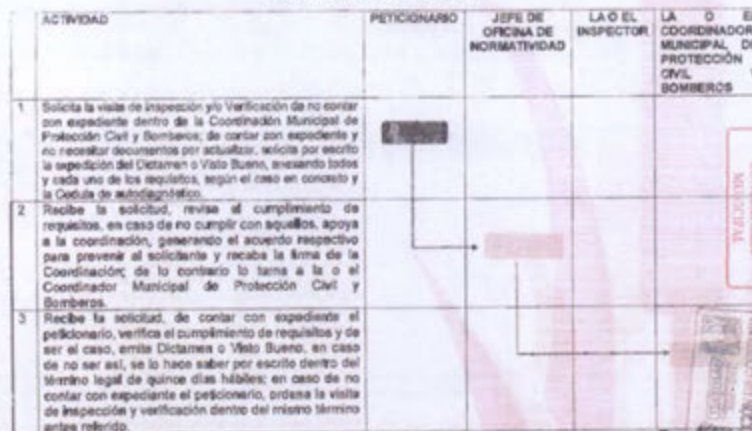 ACTIVIDAD
PETICIONARIO
JEFE DE
OFICINA DE
NORMATIVIDAD
LA O EL
INSPECTOR
LA O E
COORDINADOR
MUNICIPAL D
PROTECCIÓN
CIVIL
BOMBEROS
1
Solicita la visita de inspección y/o Verificación de no contar
con expediente dentro de la Coordinación Municipal de
Protección Civil y Bomberos; de contar con expediente y
no necesitar documentos por actualizar, solicita por escrito
la expedición del Dictamen o Visto Bueno, anexando todos
y cada uno de los requisitos, según el caso en concreto y
la Cedula de autodiagnóstico.
2
Recibe la solicitud, revise el cumplimiento de
requisitos, en caso de no cumplir con aquellos, apoya
a la coordinación, generando el acuerdo respectivo
para prevenir al solicitante y recaba la firma de la
Coordinación; de lo contrario lo turna a la o el
Coordinador Municipal de Protección Civil y
Bomberos.
3
Recibe la solicitud, de contar con expediente el
peticionario, verifica el cumplimiento de requisitos y de
ser el caso, emite Dictamen o Visto Bueno, en caso
de no ser así, se lo hace saber por escrito dentro del
término legal de quince días hábiles; en caso de no
contar con expediente el peticionario, ordena la visita
de inspección y verificación dentro del mismo término
antes referido.
MUNICIPAL